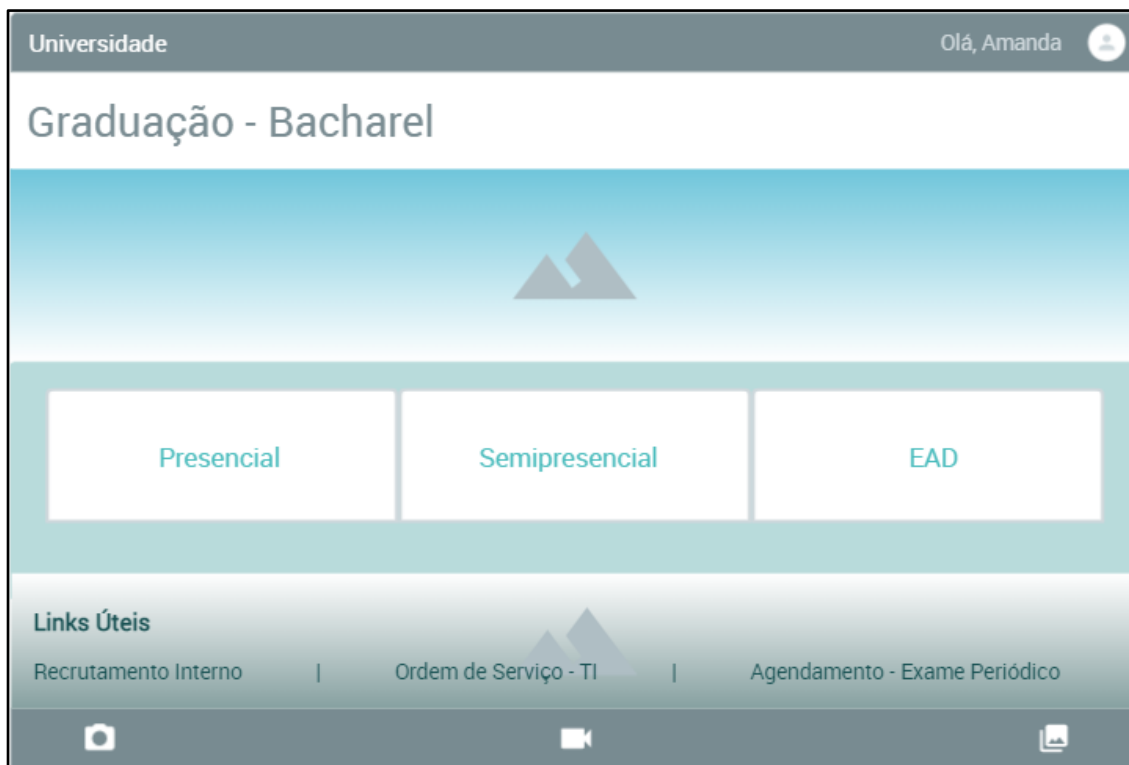 Universidade
Olá, Amanda
Graduação - Bacharel
Presencial
Semipresencial
EAD
Links Úteis
Recrutamento Interno | Ordem de Serviço - TI | Agendamento - Exame Periódico